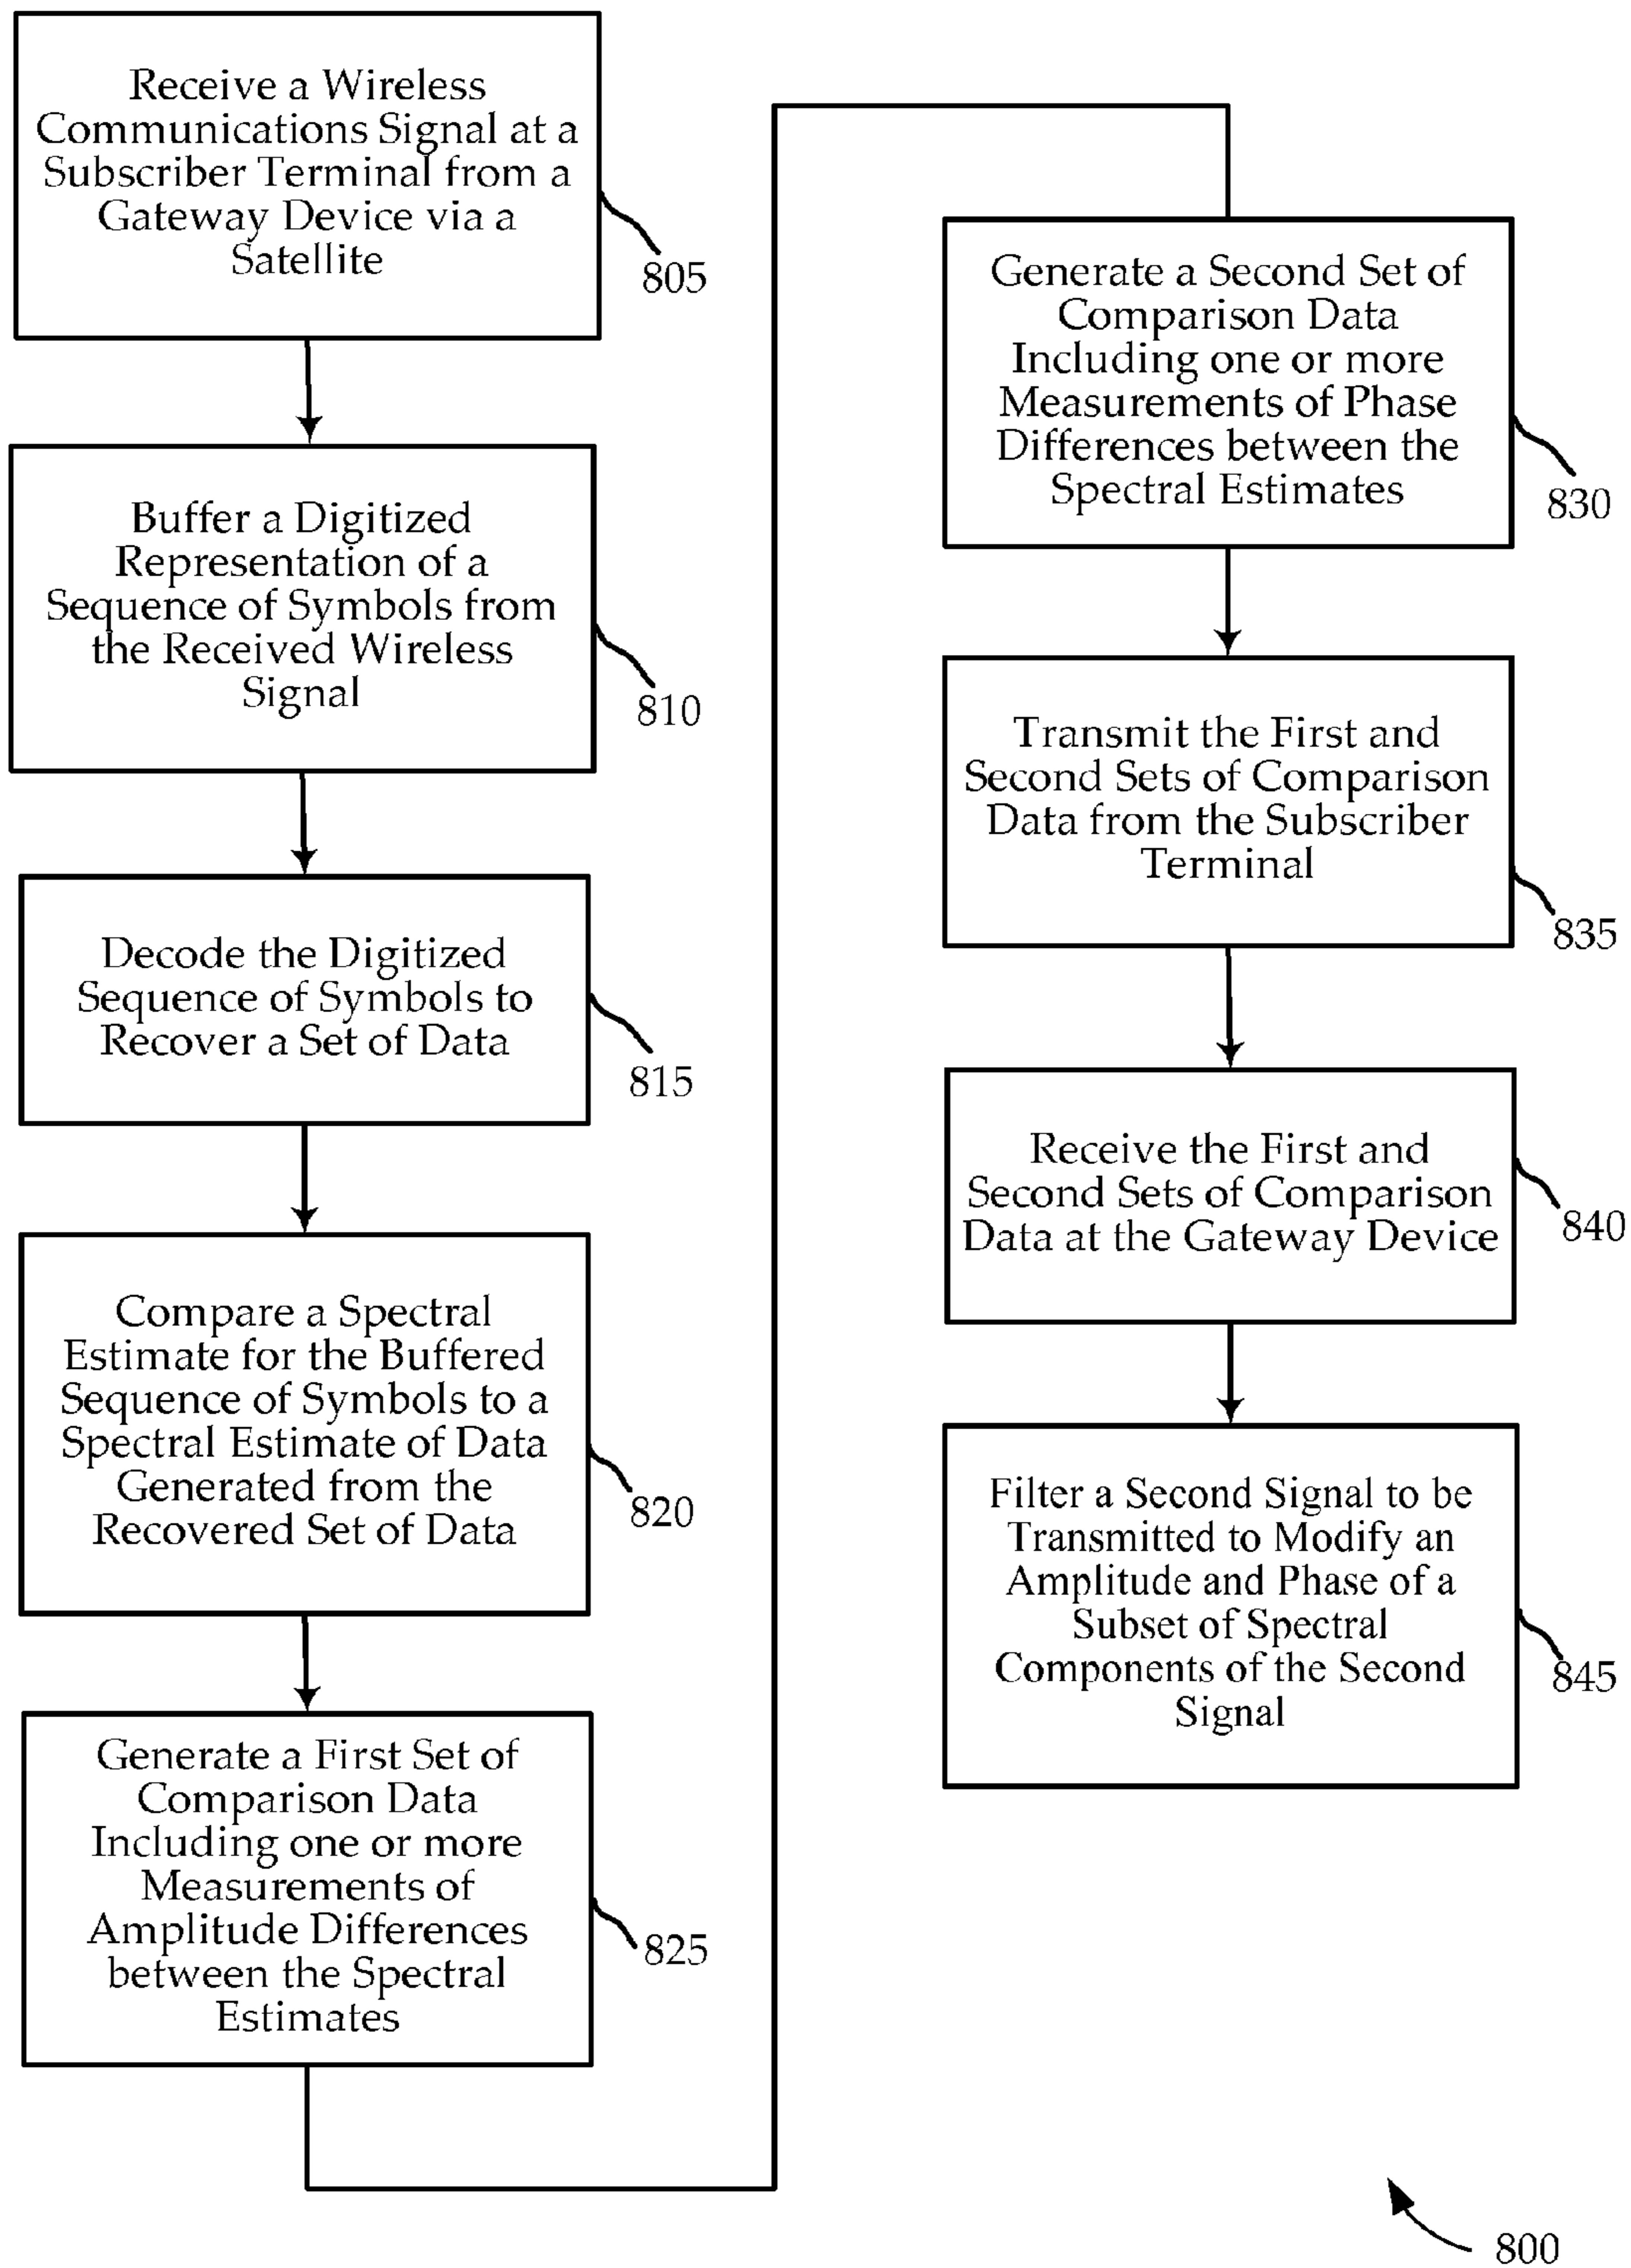 Receive a Wireless
Communications Signal at a
Subscriber Terminal from a
Gateway Device via a
Satellite
805
Buffer a Digitized
Representation of a
Sequence of Symbols from
the Received Wireless
Signal
810
Decode the Digitized
Sequence of Symbols to
Recover a Set of Data
815
Compare a Spectral
Estimate for the Buffered
Sequence of Symbols to a
Spectral Estimate of Data
Generated from the
Recovered Set of Data
820
Generate a First Set of
Comparison Data
Including one or more
Measurements of
Amplitude Differences
between the Spectral
Estimates
825
Generate a Second Set of
Comparison Data
Including one or more
Measurements of Phase
Differences between the
Spectral Estimates
830
Transmit the First and
Second Sets of Comparison
Data from the Subscriber
Terminal
835
Receive the First and
Second Sets of Comparison
Data at the Gateway Device
840
Filter a Second Signal to be
Transmitted to Modify an
Amplitude and Phase of a
Subset of Spectral
Components of the Second
Signal
845
800